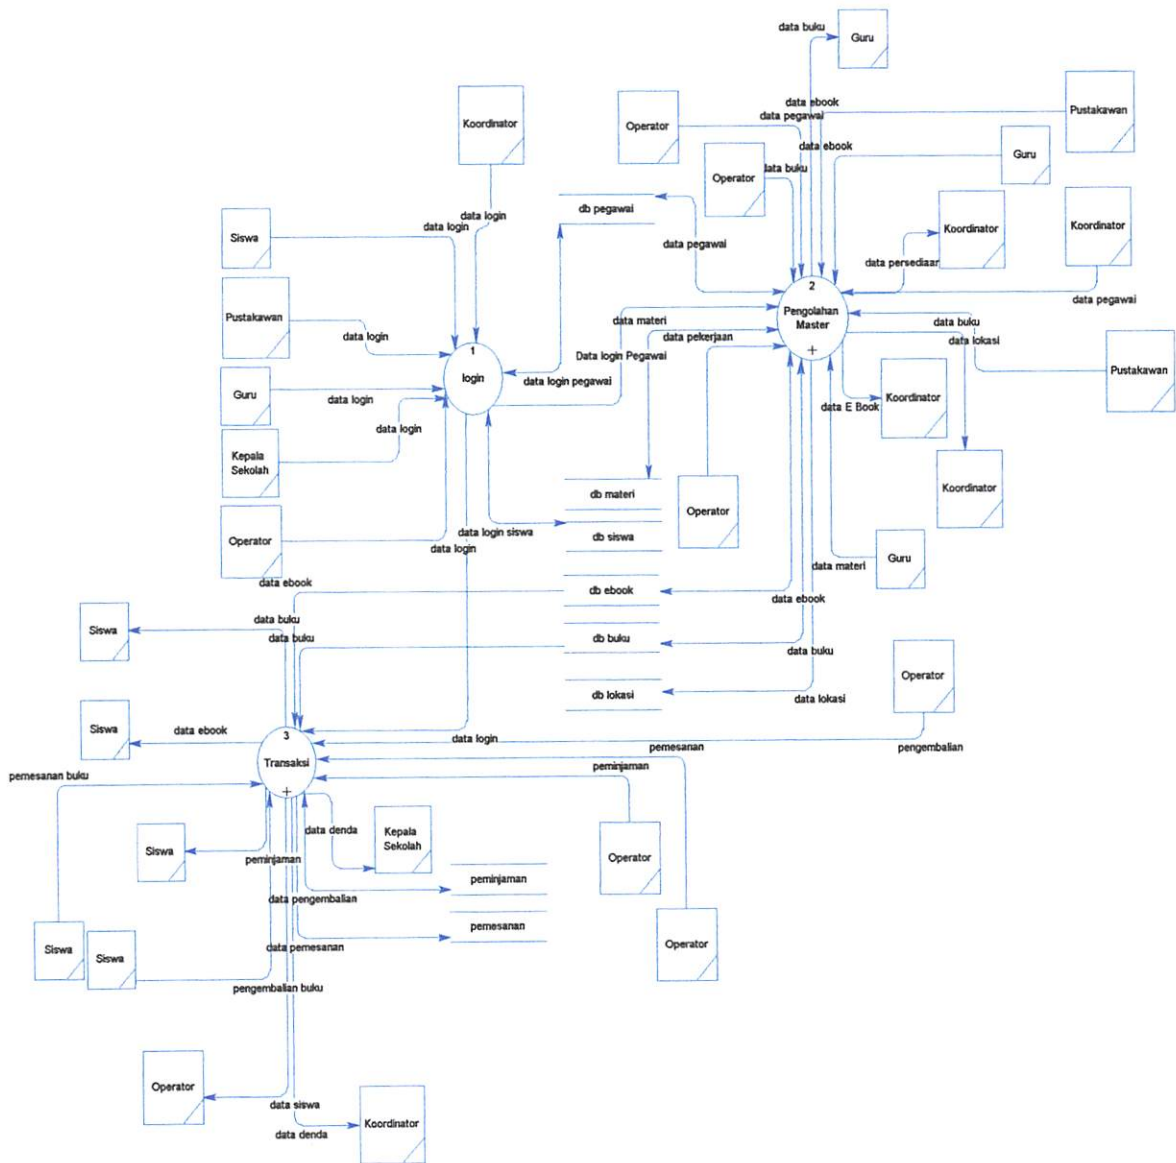 data buku
Guru
Koordinator
Operator
data ebook
data pegawai
Pustakawan
data ebook
Guru
Operator
data buku
db pegawai
data login
Siswa
data login
data pegawai
Koordinator
Koordinator
data persediaar
data pegawai
2
Pengolahan
Master
+
Pustakawan
data login
1
login
data materi
data pekerjaan
Data login Pegawai
data login pegawai
data buku
data lokasi
Pustakawan
Guru
data login
data login
Kepala
Sekolah
data E Book
Koordinator
Koordinator
Operator
data login
data login siswa
db materi
db siswa
Operator
data materi
Guru
data ebook
db ebook
data ebook
Siswa
data buku
data buku
db buku
data buku
Operator
db lokasi
data lokasi
Siswa
data ebook
3
Transaksi
+
data login
pemesanan
pengembalian
pemesanan buku
peminjaman
Siswa
peminjaman
data denda
Kepala
Sekolah
Operator
peminjaman
data pengembalian
pemesanan
data pemesanan
Siswa
Siswa
pengembalian buku
Operator
Operator
data siswa
data denda
Koordinator